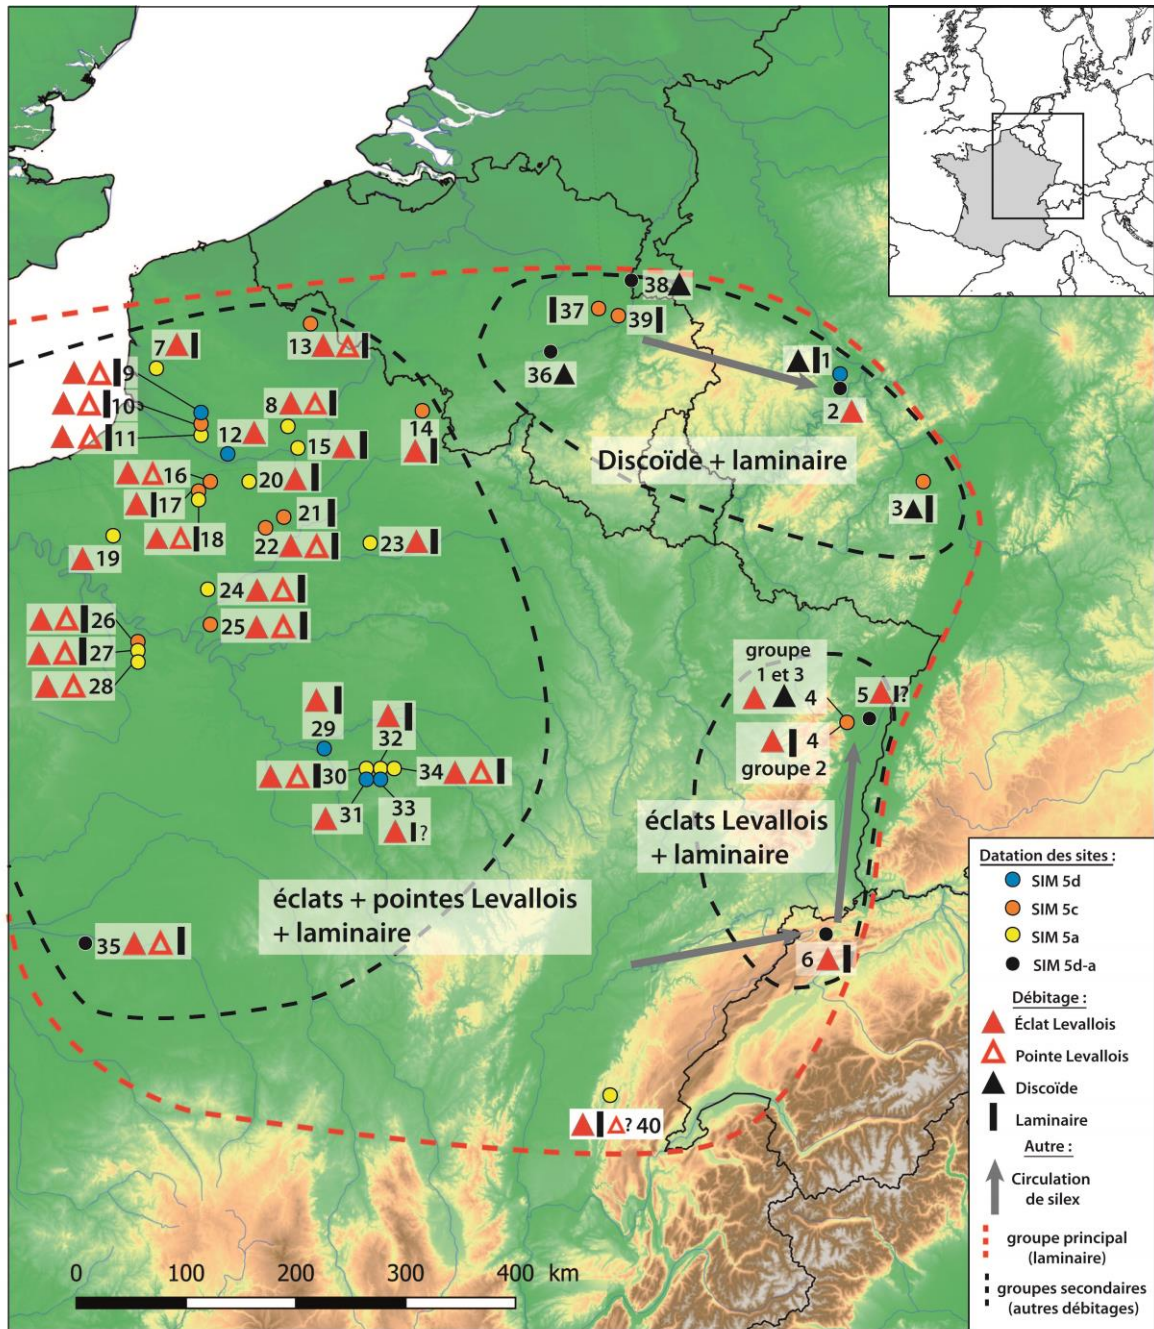 38
37
39
1
36
2
7
13
9
8
10
3
11
12
14
15
Discoïde + laminaire
16
20
3
17
21
18
22
23
19
24
26
25
27
groupe
1 et 3
4
5
?
28
4
groupe 2
29
32
30
34
éclats Levallois
+ laminaire
31
33
?
Datation des sites :
SIM 5d
SIM 5c
SIM 5a
SIM 5d-a
éclats + pointes Levallois
+ laminaire
35
6
Débitage :
Éclat Levallois
Pointe Levallois
Discoïde
Laminaire
? 40
Autre :
Circulation
de silex
groupe principal
(laminaire)
groupes secondaires
(autres débitages)
0 100 200 300 400 km